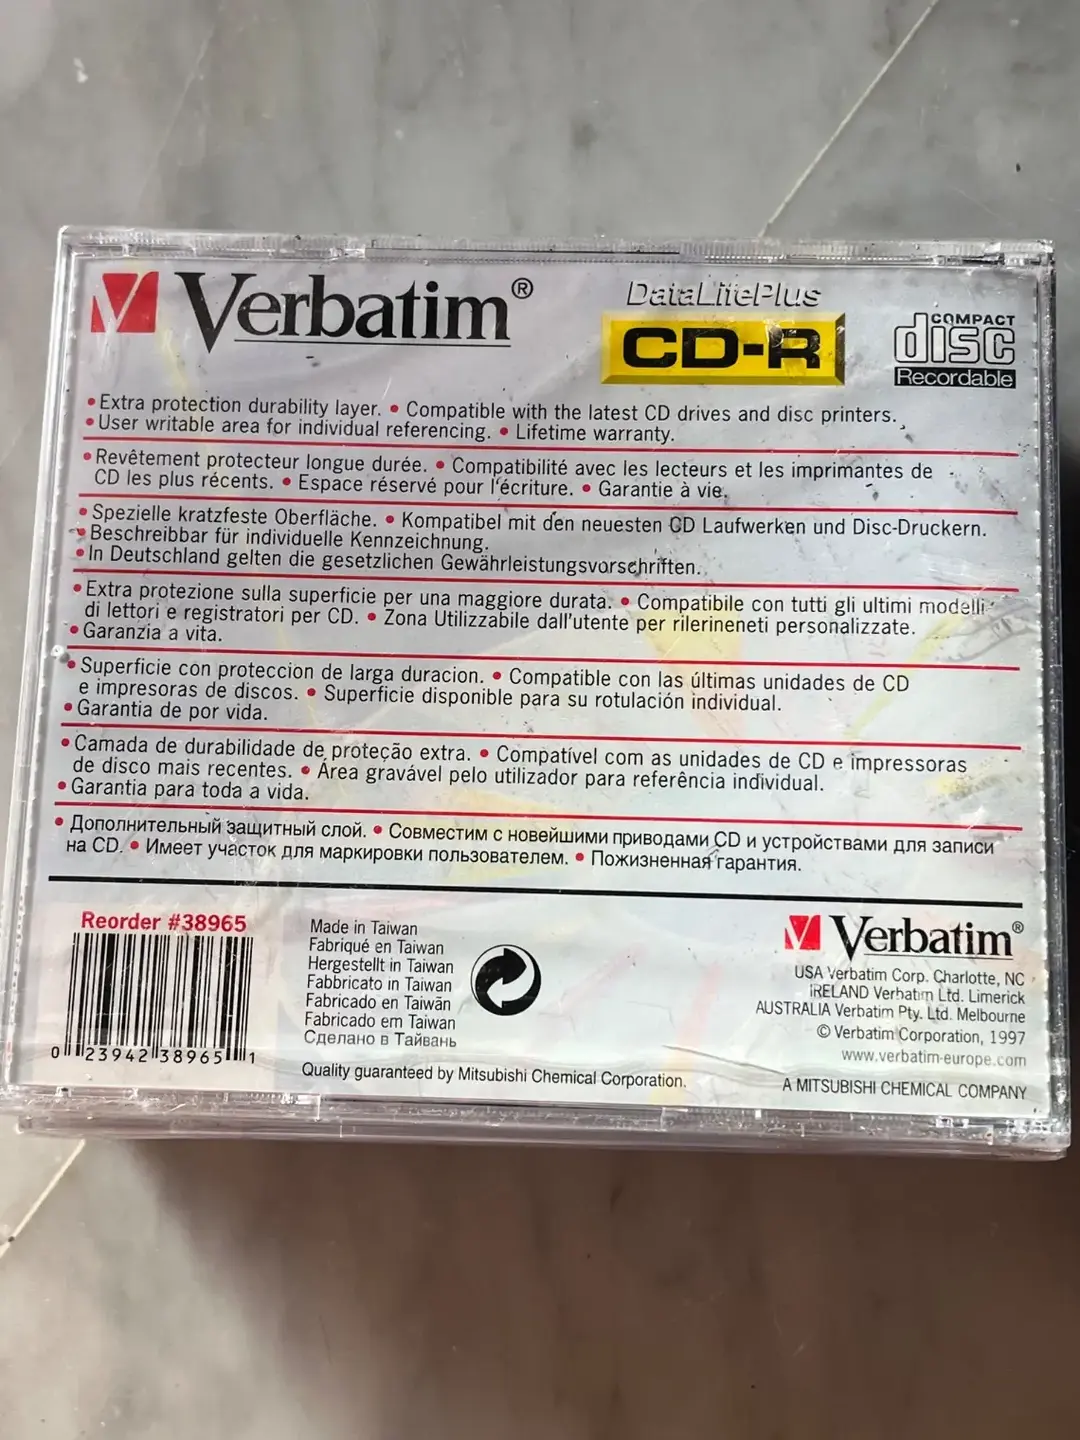 Verbatim®
DataLifePlus
CD-R
COMPACT
disc
Recordable
• Extra protection durability layer. • Compatible with the latest CD drives and disc printers.
• User writable area for individual referencing. • Lifetime warranty.
• Revêtement protecteur longue durée. • Compatibilité avec les lecteurs et les imprimantes de
CD les plus récents. • Espace réservé pour l'écriture. • Garantie à vie.
• Spezielle kratzfeste Oberfläche. • Kompatibel mit den neuesten CD Laufwerken und Disc-Druckern.
• Beschreibbar für individuelle Kennzeichnung.
• In Deutschland gelten die gesetzlichen Gewährleistungsvorschriften.
• Extra protezione sulla superficie per una maggiore durata. • Compatibile con tutti gli ultimi modelli
di lettori e registratori per CD. • Zona Utilizzabile dall'utente per rilerineneti personalizzate.
• Garanzia a vita.
• Superficie con proteccion de larga duracion. • Compatible con las últimas unidades de CD
e impresoras de discos. • Superficie disponible para su rotulación individual.
• Garantia de por vida.
• Camada de durabilidade de proteção extra. • Compatível com as unidades de CD e impressoras
de disco mais recentes. • Área gravável pelo utilizador para referência individual.
• Garantia para toda a vida.
• Дополнительный защитный слой. • Совместим с новейшими приводами CD и устройствами для записи
на CD. • Имеет участок для маркировки пользователем. • Пожизненная гарантия.
Reorder #38965
0 23942 38965 1
Made in Taiwan
Fabriqué en Taiwan
Hergestellt in Taiwan
Fabbricato in Taiwan
Fabricado en Taiwãn
Fabricado em Taiwan
Сделано в Тайвань
Quality guaranteed by Mitsubishi Chemical Corporation.
Verbatim®
USA Verbatim Corp. Charlotte, NC
IRELAND Verbatim Ltd. Limerick
AUSTRALIA Verbatim Pty. Ltd. Melbourne
© Verbatim Corporation, 1997
www.verbatim-europe.com
A MITSUBISHI CHEMICAL COMPANY